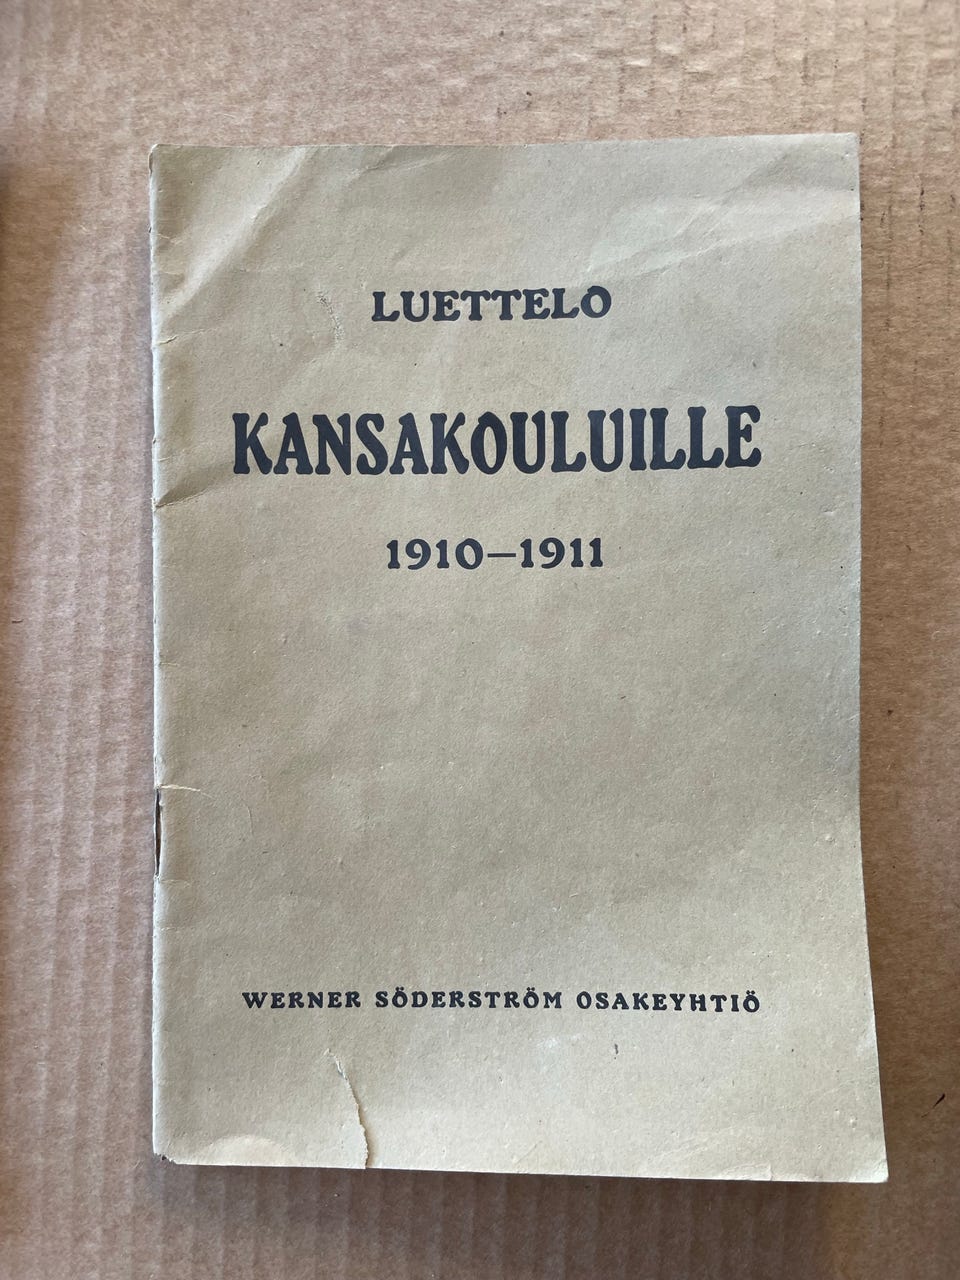 LUETTELO
KANSAKOULUILLE
1910—1911
WERNER SÖDERSTRÖM OSAKEYHTIÖ